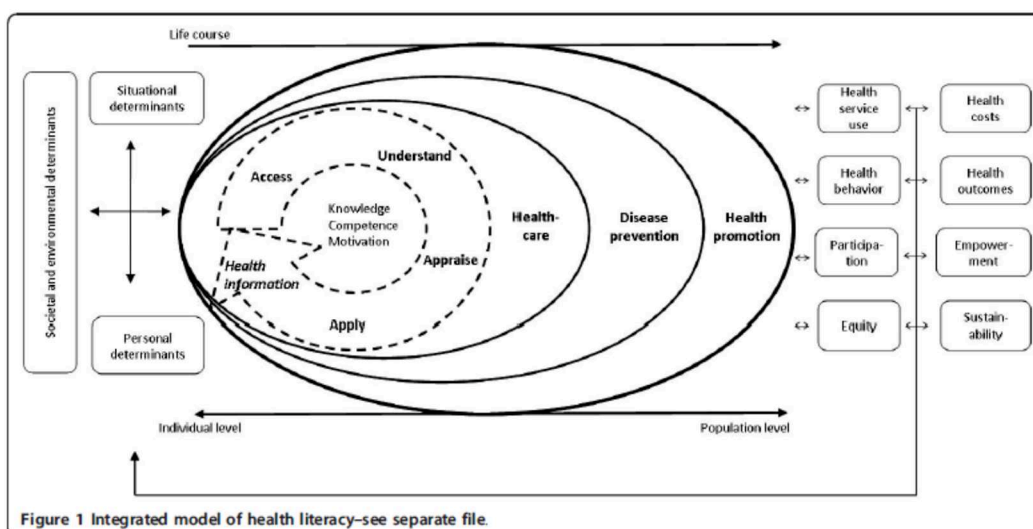 Life course
Societal and environmental determinants
Situational
determinants
Personal
determinants
Access
Understand
Knowledge
Competence
Motivation
Health
information
Appraise
Apply
Health-
care
Disease
prevention
Health
promotion
Health
service
use
Health
costs
Health
behavior
Health
outcomes
Participa-
tion
Empower-
ment
Equity
Sustain-
ability
Individual level
Population level
Figure 1 Integrated model of health literacy–see separate file.